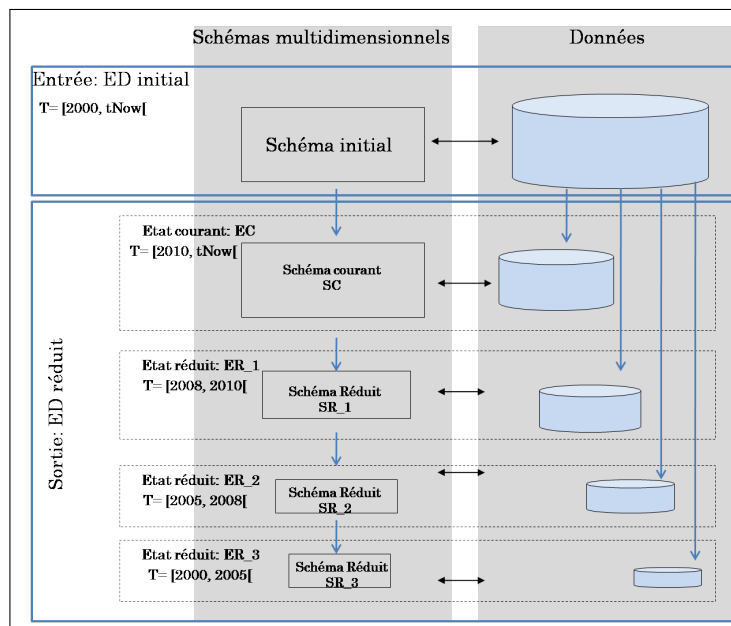 Schémas multidimensionnels
Données
Entrée: ED initial
T= [2000, tNow[
Schéma initial
Sortie: ED réduit
Etat courant: EC
T= [2010, tNow[
Schéma courant
SC
Etat réduit: ER_1
T= [2008, 2010[
Schéma Réduit
SR_1
Etat réduit: ER_2
T= [2005, 2008[
Schéma Réduit
SR_2
Etat réduit: ER_3
T= [2000, 2005[
Schéma Réduit
SR_3